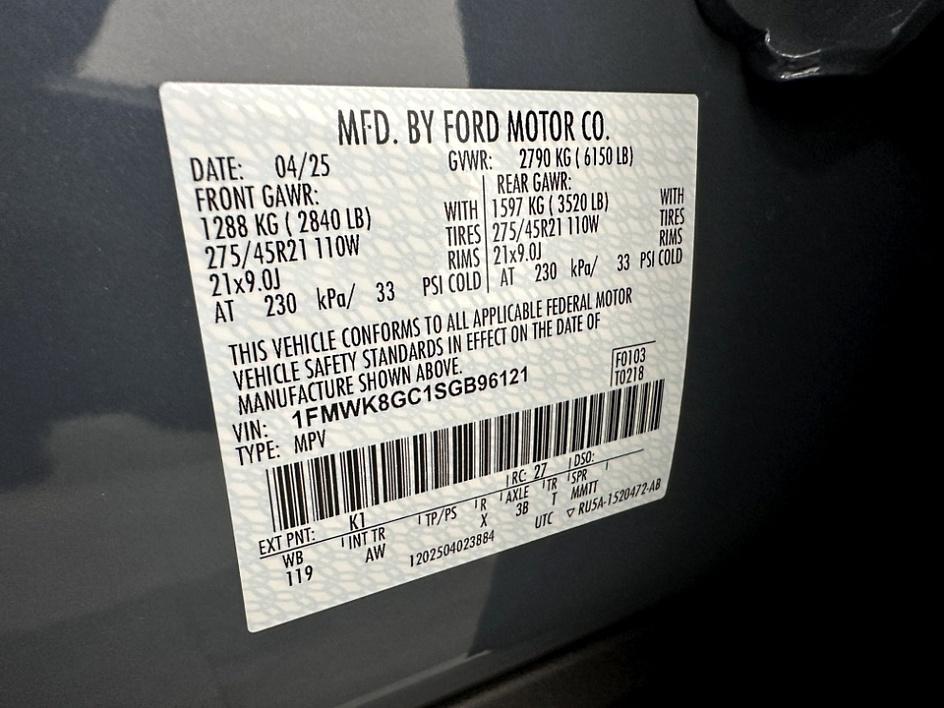 MFD. BY FORD MOTOR CO.
DATE: 04/25 GVWR: 2790 KG ( 6150 LB)
FRONT GAWR:
1288 KG ( 2840 LB) WITH
275/45R21 110W TIRES
21x9.0J RIMS
AT 230 kPa/ 33 PSI COLD
REAR GAWR:
1597 KG ( 3520 LB) WITH
275/45R21 110W TIRES
21x9.0J RIMS
AT 230 kPa/ 33 PSI COLD
THIS VEHICLE CONFORMS TO ALL APPLICABLE FEDERAL MOTOR
VEHICLE SAFETY STANDARDS IN EFFECT ON THE DATE OF
MANUFACTURE SHOWN ABOVE.
F0103
T0218
VIN: 1FMWK8GC1SGB96121
TYPE: MPV
EXT PNT: K1 RC: 27 DSO:
WB INT TR TP/PS R AXLE TR SPR
119 AW X 3B T MMTT
1202504023884 UTC ▽ RU5A-1520472-AB